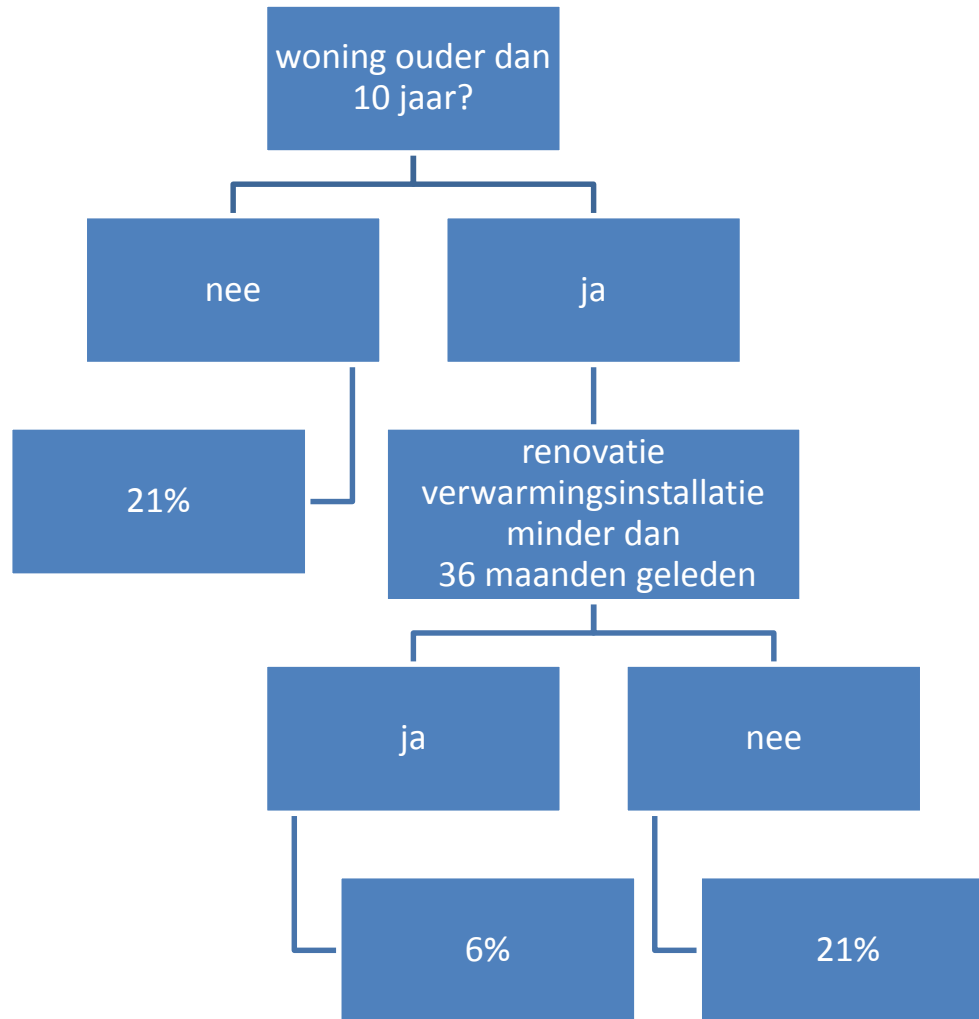 woning ouder dan
10 jaar?
nee
ja
21%
renovatie
verwarmingsinstallatie
minder dan
36 maanden geleden
ja
nee
6%
21%